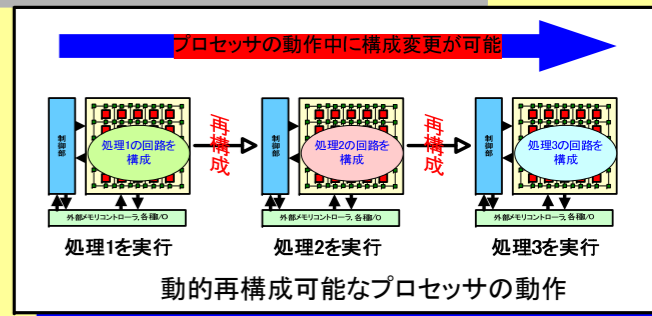 プロセッサの動作中に構成変更が可能
部御制
処理1の回路を
構成
再構成
部御制
処理2の回路を
構成
再構成
部御制
処理3の回路を
構成
外部メモリコントローラ,各種I/O
外部メモリコントローラ,各種I/O
外部メモリコントローラ,各種I/O
処理1を実行
処理2を実行
処理3を実行
動的再構成可能なプロセッサの動作